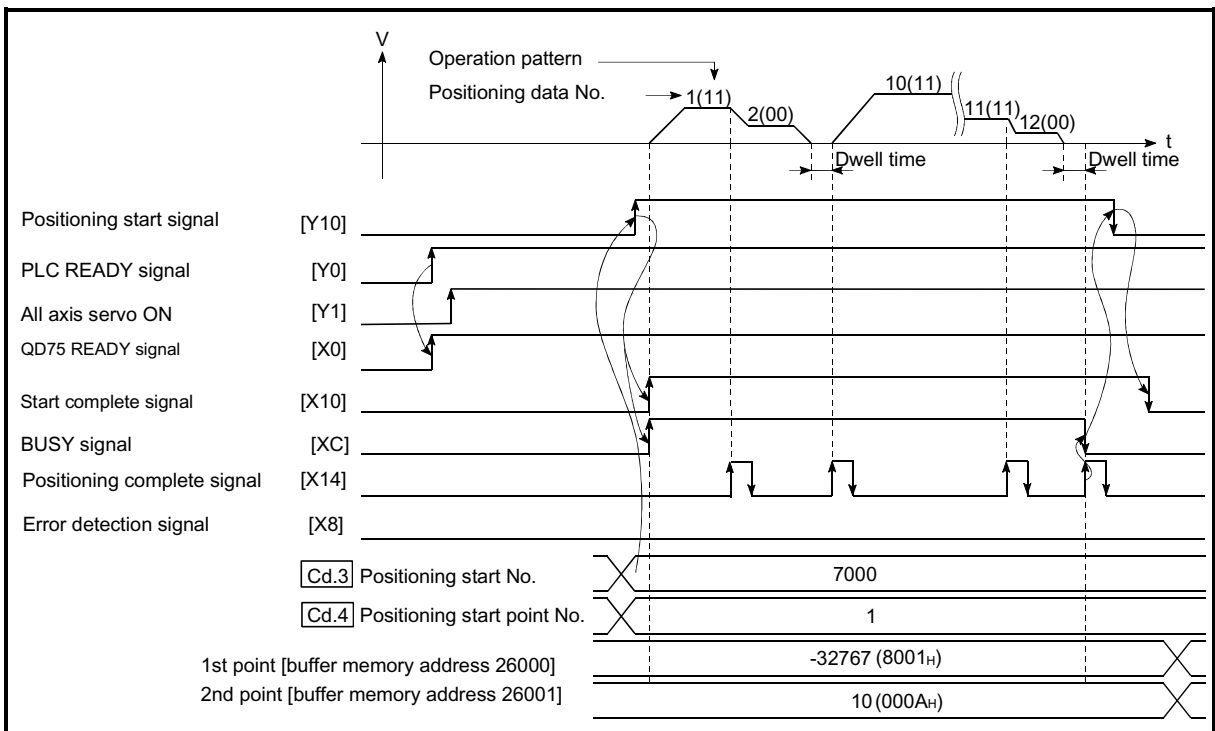 V
Operation pattern
Positioning data No.
1(11)
2(00)
10(11)
11(11)
12(00)
t
Dwell time
Dwell time
Positioning start signal [Y10]
PLC READY signal [Y0]
All axis servo ON [Y1]
QD75 READY signal [X0]
Start complete signal [X10]
BUSY signal [XC]
Positioning complete signal [X14]
Error detection signal [X8]
Cd.3 Positioning start No. 7000
Cd.4 Positioning start point No. 1
1st point [buffer memory address 26000] -32767 (8001H)
2nd point [buffer memory address 26001] 10 (000AH)